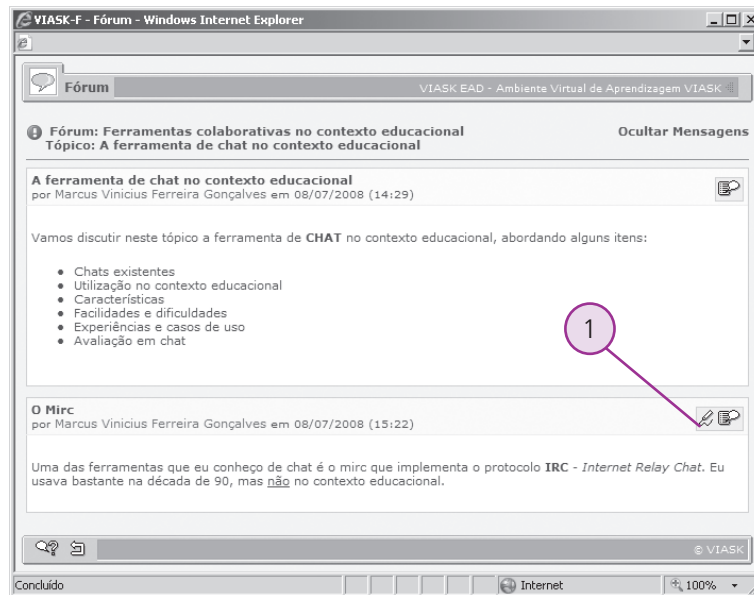 VIASK-F - Fórum - Windows Internet Explorer
Fórum
VIASK EAD - Ambiente Virtual de Aprendizagem VIASK
Fórum: Ferramentas colaborativas no contexto educacional
Ocultar Mensagens
Tópico: A ferramenta de chat no contexto educacional
A ferramenta de chat no contexto educacional
por Marcus Vinicius Ferreira Gonçalves em 08/07/2008 (14:29)
Vamos discutir neste tópico a ferramenta de CHAT no contexto educacional, abordando alguns itens:
• Chats existentes
• Utilização no contexto educacional
• Características
• Facilidades e dificuldades
• Experiências e casos de uso
• Avaliação em chat
1
O Mirc
por Marcus Vinicius Ferreira Gonçalves em 08/07/2008 (15:22)
Uma das ferramentas que eu conheço de chat é o mirc que implementa o protocolo IRC - Internet Relay Chat. Eu
usava bastante na década de 90, mas não no contexto educacional.
© VIASK
Concluído
Internet
100%